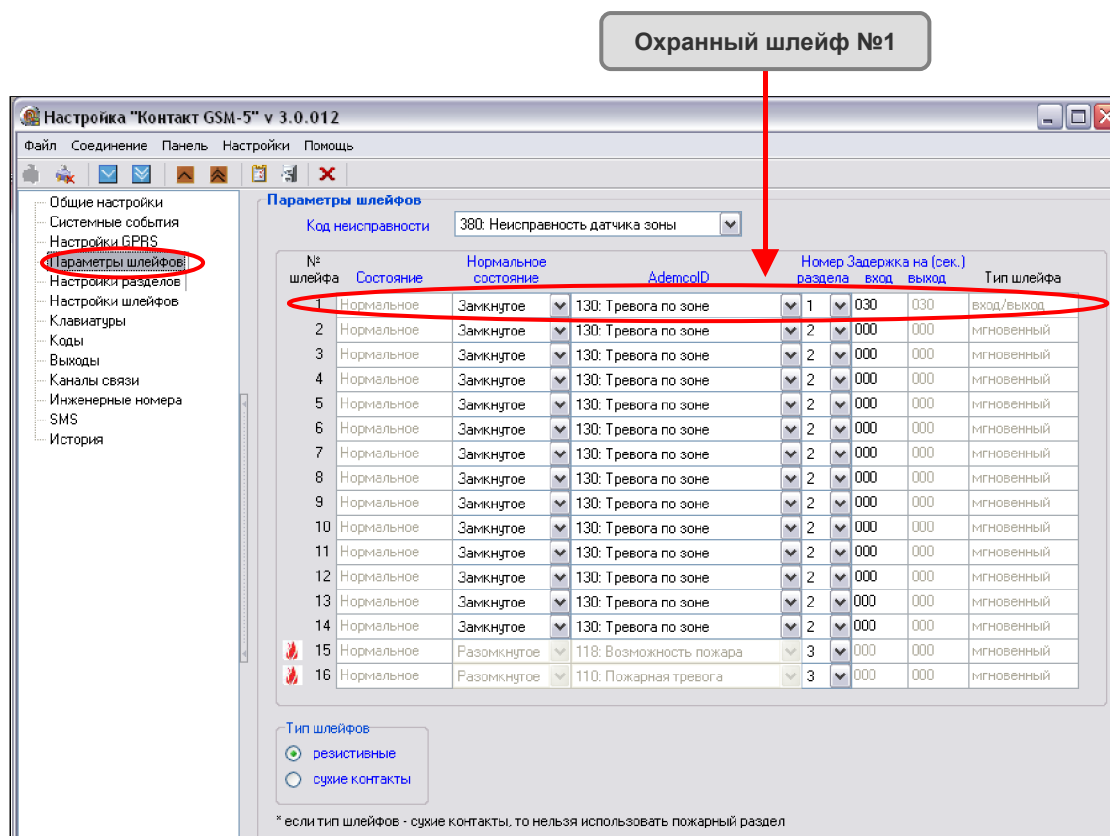 Охранный шлейф №1
Настройка "Контакт GSM-5" v 3.0.012
Файл Соединение Панель Настройки Помощь
Общие настройки
Системные события
Настройки GPRS
Параметры шлейфов
Настройки разделов
Настройки шлейфов
Клавиатуры
Коды
Выходы
Каналы связи
Инженерные номера
SMS
История
Параметры шлейфов
Код неисправности 380: Неисправность датчика зоны
№ шлейфа Состояние Нормальное состояние AdemcoID Номер раздела Задержка на (сек.) вход выход Тип шлейфа
1 Нормальное Замкнутое 130: Тревога по зоне 1 030 030 вход/выход
2 Нормальное Замкнутое 130: Тревога по зоне 2 000 000 мгновенный
3 Нормальное Замкнутое 130: Тревога по зоне 2 000 000 мгновенный
4 Нормальное Замкнутое 130: Тревога по зоне 2 000 000 мгновенный
5 Нормальное Замкнутое 130: Тревога по зоне 2 000 000 мгновенный
6 Нормальное Замкнутое 130: Тревога по зоне 2 000 000 мгновенный
7 Нормальное Замкнутое 130: Тревога по зоне 2 000 000 мгновенный
8 Нормальное Замкнутое 130: Тревога по зоне 2 000 000 мгновенный
9 Нормальное Замкнутое 130: Тревога по зоне 2 000 000 мгновенный
10 Нормальное Замкнутое 130: Тревога по зоне 2 000 000 мгновенный
11 Нормальное Замкнутое 130: Тревога по зоне 2 000 000 мгновенный
12 Нормальное Замкнутое 130: Тревога по зоне 2 000 000 мгновенный
13 Нормальное Замкнутое 130: Тревога по зоне 2 000 000 мгновенный
14 Нормальное Замкнутое 130: Тревога по зоне 2 000 000 мгновенный
15 Нормальное Разомкнутое 118: Возможность пожара 3 000 000 мгновенный
16 Нормальное Разомкнутое 110: Пожарная тревога 3 000 000 мгновенный
Тип шлейфов
резистивные
сухие контакты
* если тип шлейфов - сухие контакты, то нельзя использовать пожарный раздел